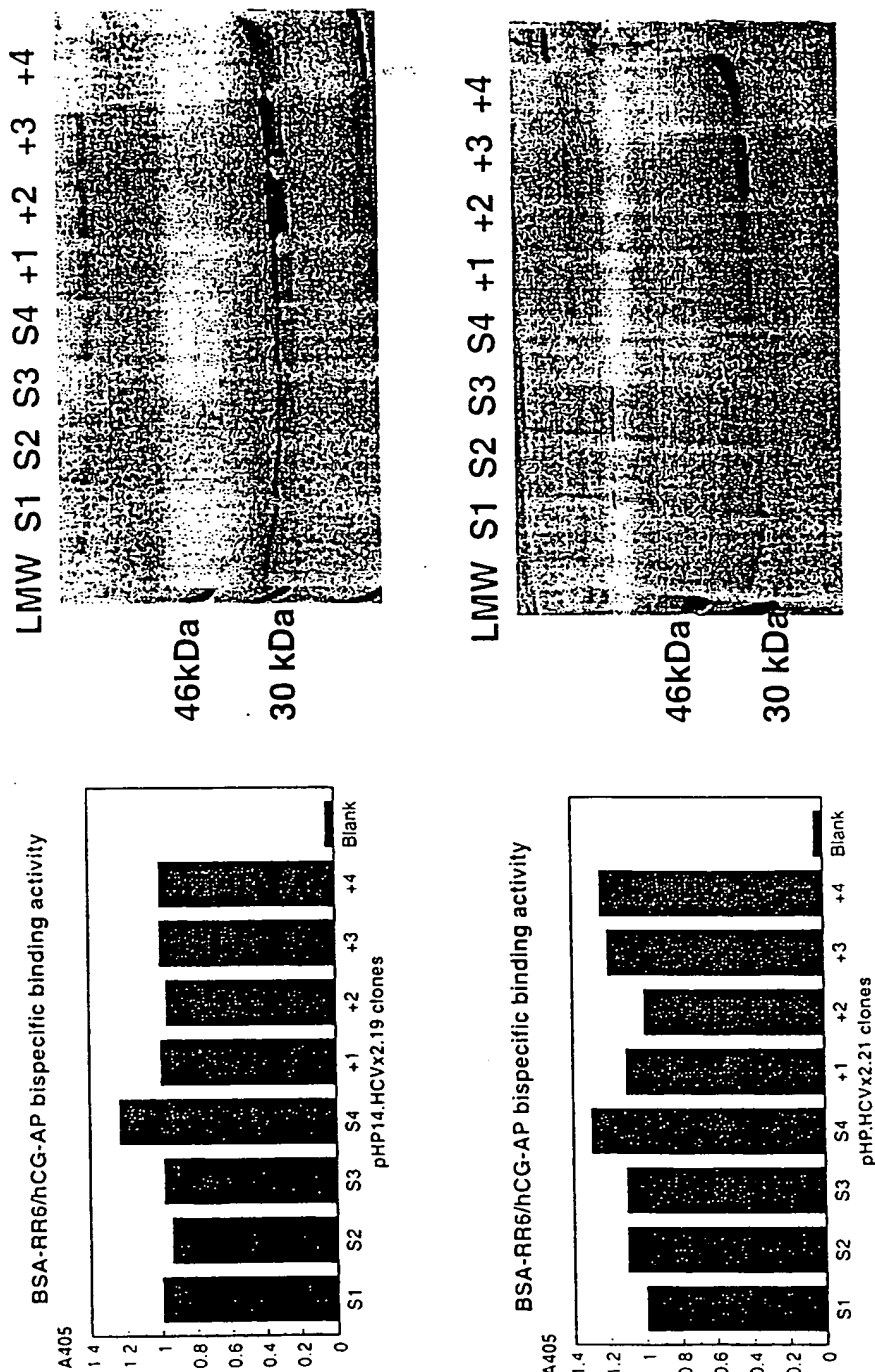 LMW S1 S2 S3 S4 +1 +2 +3 +4
46kDa
30 kDa
LMW S1 S2 S3 S4 +1 +2 +3 +4
46kDa
30 kDa
BSA-RR6/hCG-AP bispecific binding activity
A405
1 4
1.2
1
0.8
0.6
0.4
0.2
0
S1 S2 S3 S4 +1 +2 +3 +4 Blank
pHP14.HCVx2.19 clones
BSA-RR6/hCG-AP bispecific binding activity
A405
1.4
1.2
1
0.8
0.6
0.4
0.2
0
S1 S2 S3 S4 +1 +2 +3 +4 Blank
pHP.HCVx2.21 clones